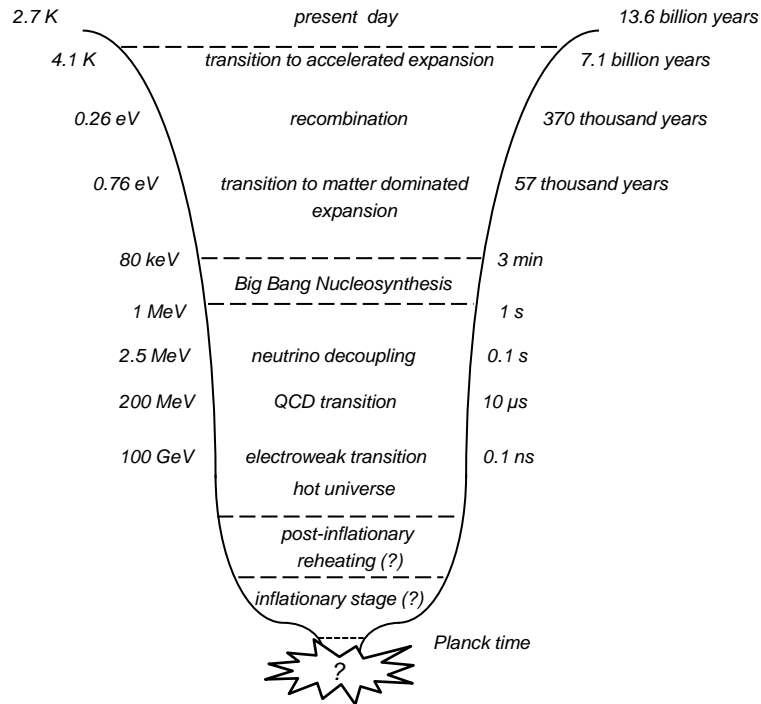 2.7 K present day 13.6 billion years
4.1 K transition to accelerated expansion 7.1 billion years
0.26 eV recombination 370 thousand years
0.76 eV transition to matter dominated 57 thousand years
expansion
80 keV 3 min
Big Bang Nucleosynthesis
1 MeV 1 s
2.5 MeV neutrino decoupling 0.1 s
200 MeV QCD transition 10 μs
100 GeV electroweak transition 0.1 ns
hot universe
post-inflationary
reheating (?)
inflationary stage (?)
Planck time
?